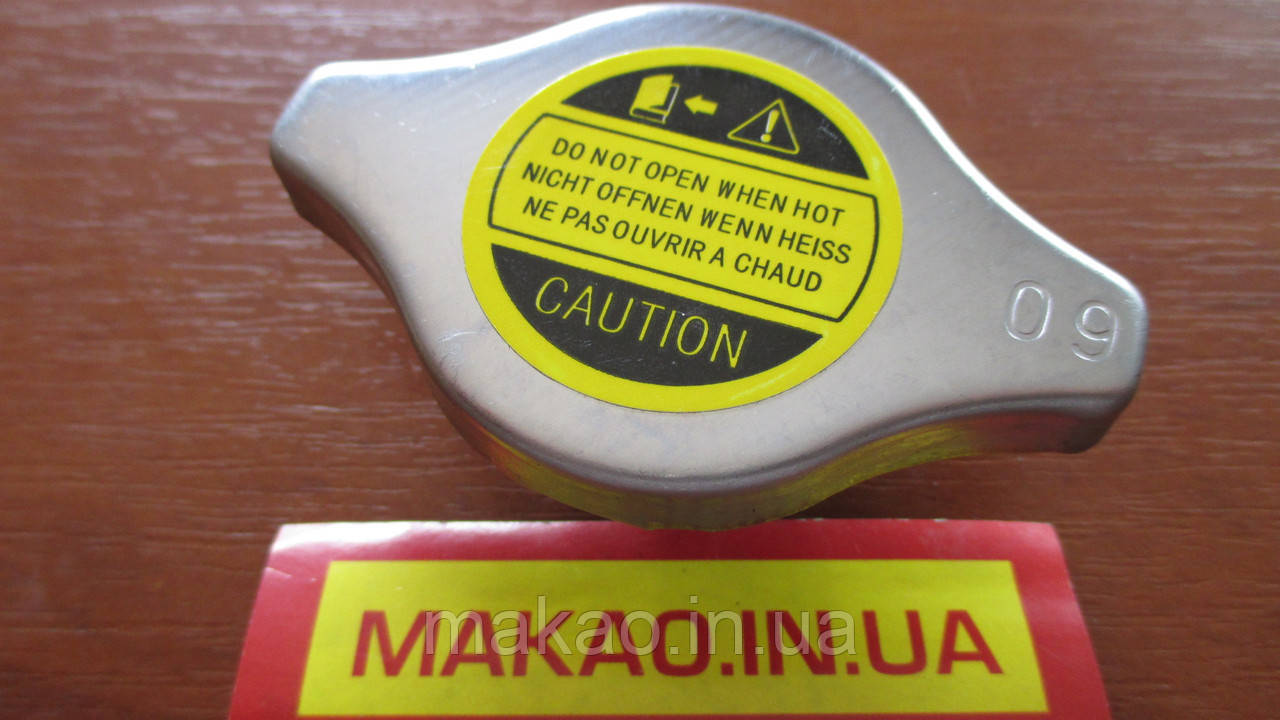 DO NOT OPEN WHEN HOT
NICHT OFFNEN WENN HEISS
NE PAS OUVRIR A CHAUD
CAUTION
09
MAKAO.IN.UA
makao.in.ua